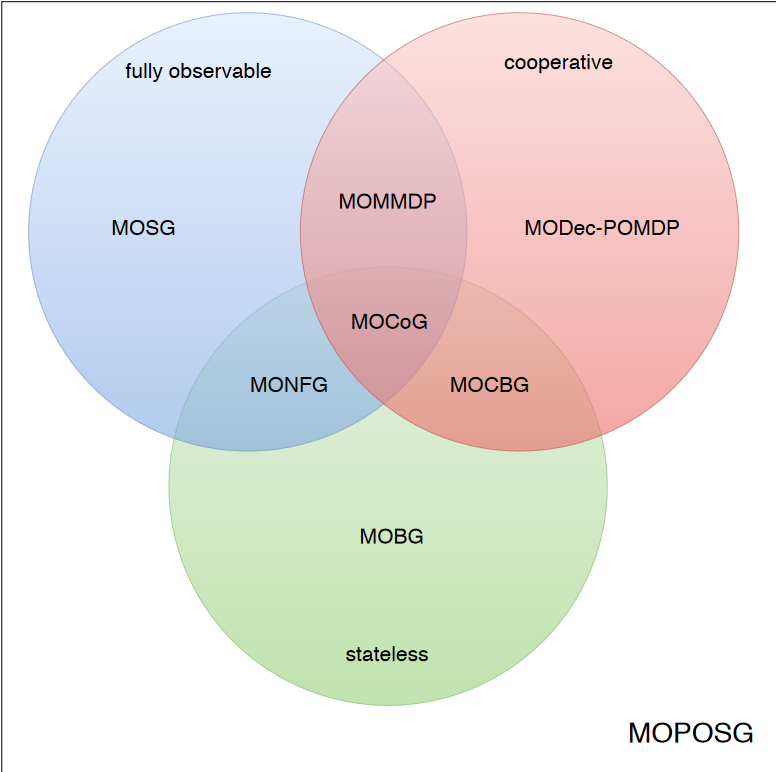 fully observable
cooperative
MOMMDP
MOSG
MODec-POMDP
MOCoG
MONFG
MOCBG
MOBG
stateless
MOPOSG